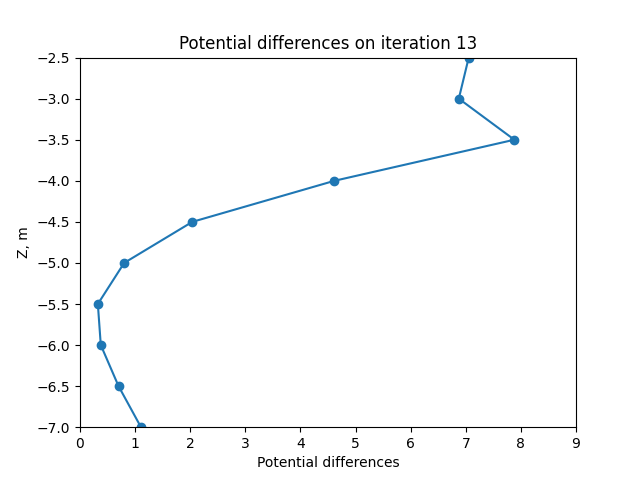 Potential differences on iteration 13
−2.5
−3.0
−3.5
−4.0
−4.5
−5.0
−5.5
−6.0
−6.5
−7.0
Z, m
0 1 2 3 4 5 6 7 8 9
Potential differences